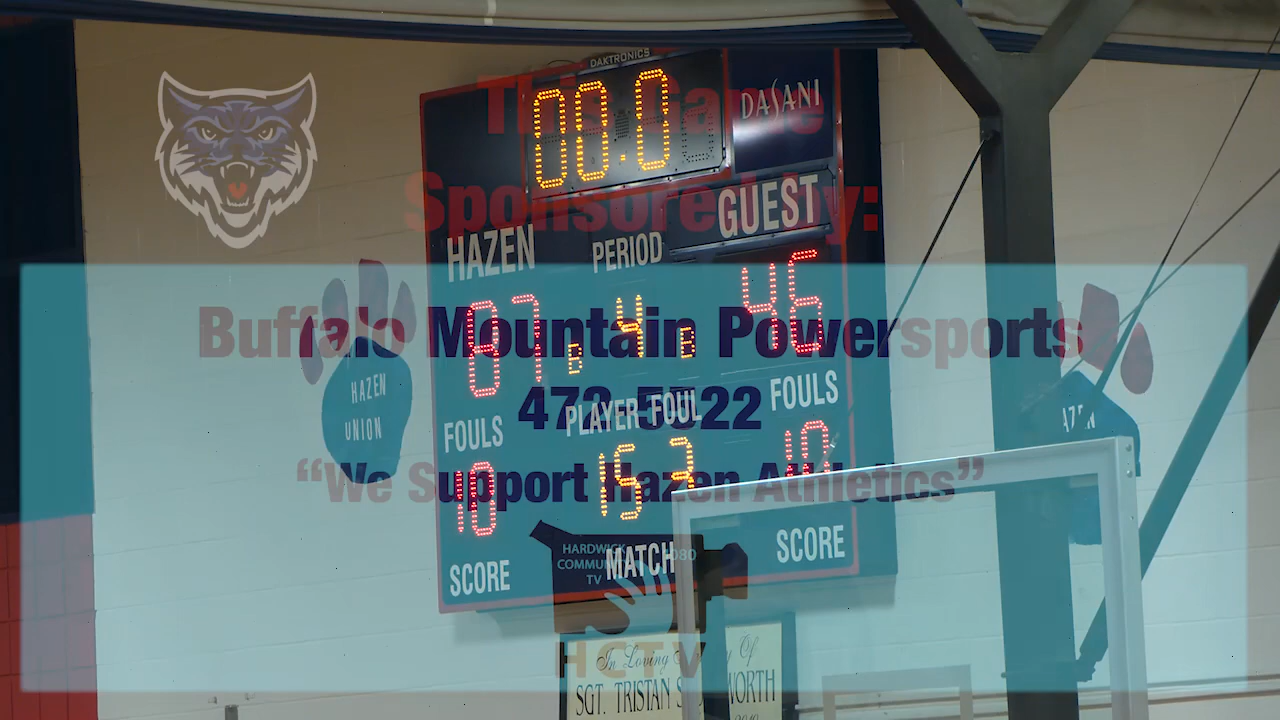 DAKTRONICS
00.0
DASANI
This Game
Sponsored by:
HAZEN
PERIOD
GUEST
87
B 4 B
46
Buffalo Mountain Powersports
472-5522
HAZEN
UNION
FOULS
PLAYER-FOUL
FOULS
10
15 3
10
"We Support Hazen Athletics"
SCORE
MATCH
SCORE
HARDWICK
COMMUNITY
TV
1080
HCTV
In Loving Of
SGT. TRISTAN